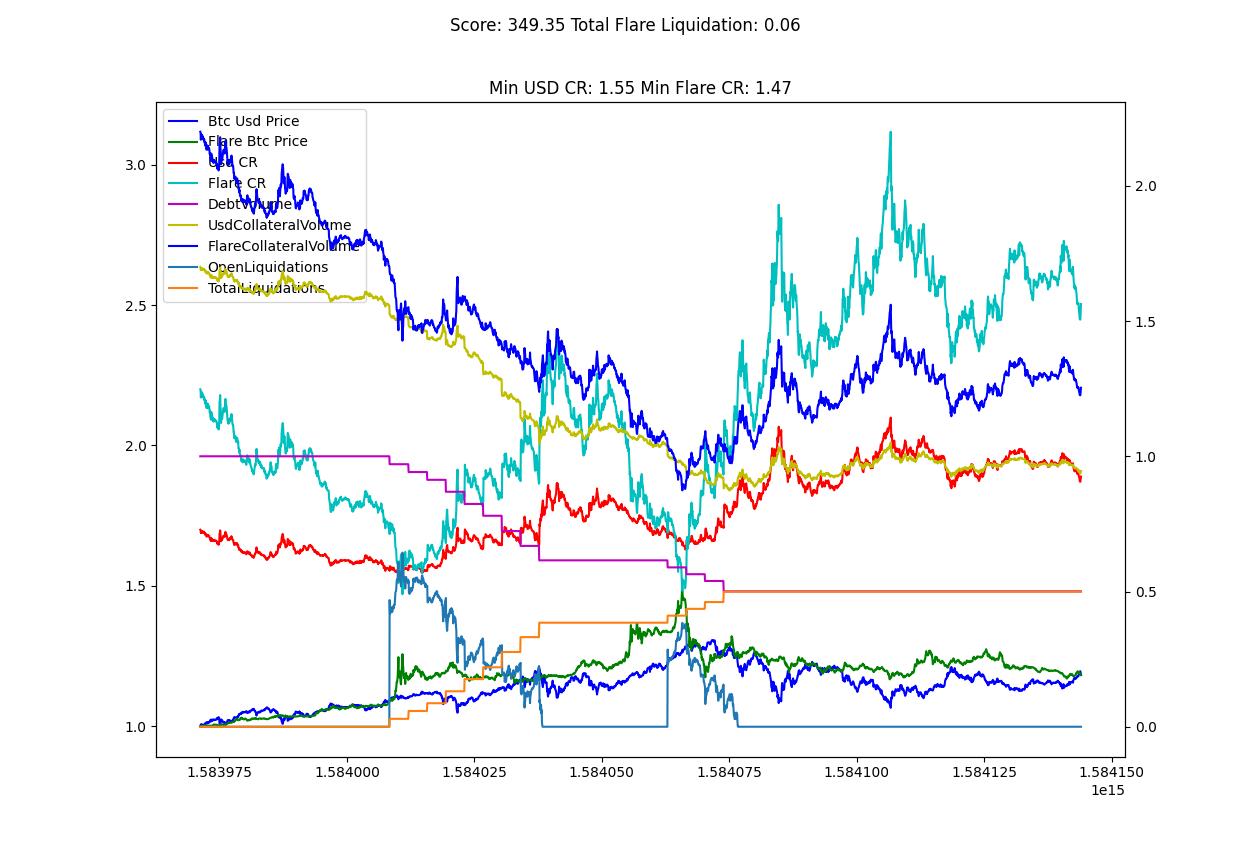 Score: 349.35 Total Flare Liquidation: 0.06
Min USD CR: 1.55 Min Flare CR: 1.47
Btc Usd Price
Flare Btc Price
Usd CR
Flare CR
DebtVolume
UsdCollateralVolume
FlareCollateralVolume
OpenLiquidations
TotalLiquidations
3.0
2.5
2.0
1.5
1.0
2.0
1.5
1.0
0.5
0.0
1.583975 1.584000 1.584025 1.584050 1.584075 1.584100 1.584125 1.584150
1e15